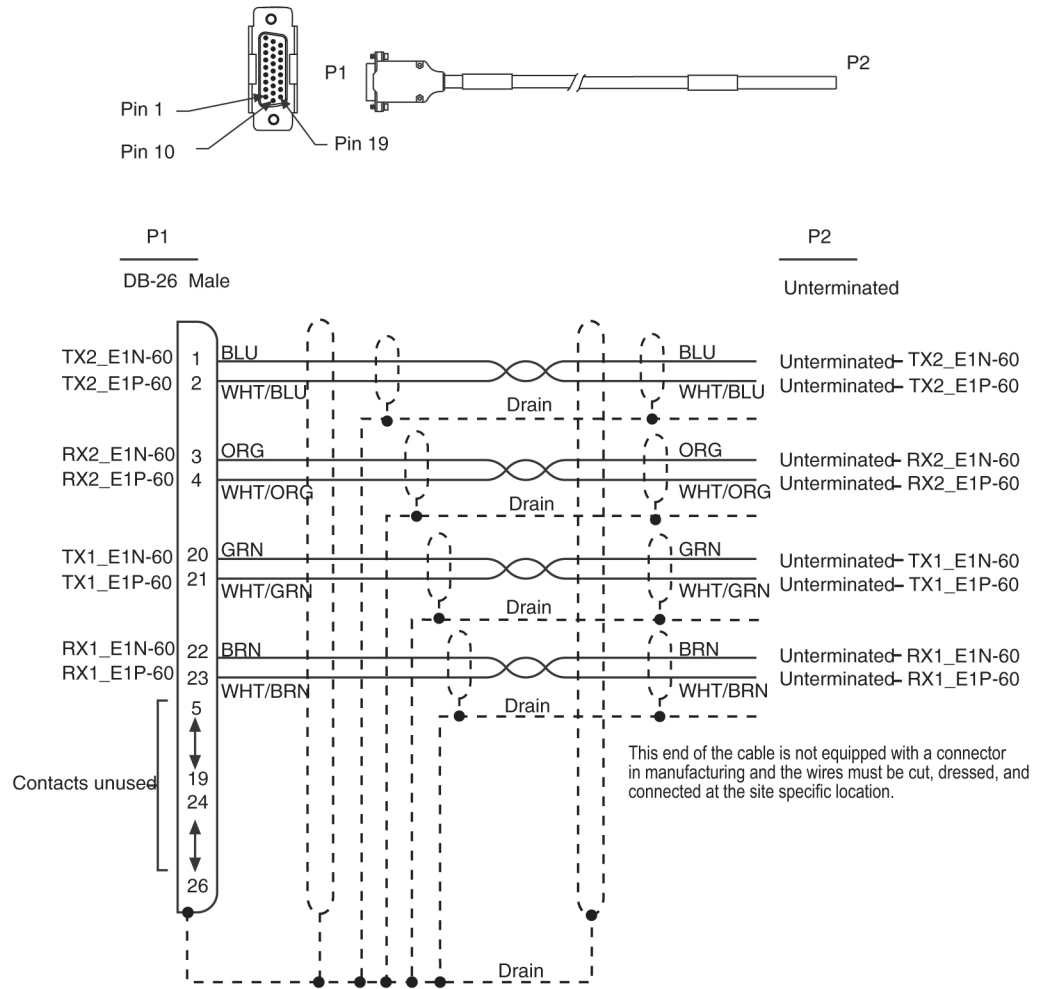 P1
P2
Pin 1
Pin 10
Pin 19
P1
P2
DB-26 Male
Unterminated
TX2_E1N-60 1 BLU BLU Unterminated TX2_E1N-60
TX2_E1P-60 2 WHT/BLU WHT/BLU Unterminated TX2_E1P-60
Drain
RX2_E1N-60 3 ORG ORG Unterminated RX2_E1N-60
RX2_E1P-60 4 WHT/ORG WHT/ORG Unterminated RX2_E1P-60
Drain
TX1_E1N-60 20 GRN GRN Unterminated TX1_E1N-60
TX1_E1P-60 21 WHT/GRN WHT/GRN Unterminated TX1_E1P-60
Drain
RX1_E1N-60 22 BRN BRN Unterminated RX1_E1N-60
RX1_E1P-60 23 WHT/BRN WHT/BRN Unterminated RX1_E1P-60
Drain
5
19
Contacts unused
24
26
This end of the cable is not equipped with a connector
in manufacturing and the wires must be cut, dressed, and
connected at the site specific location.
Drain